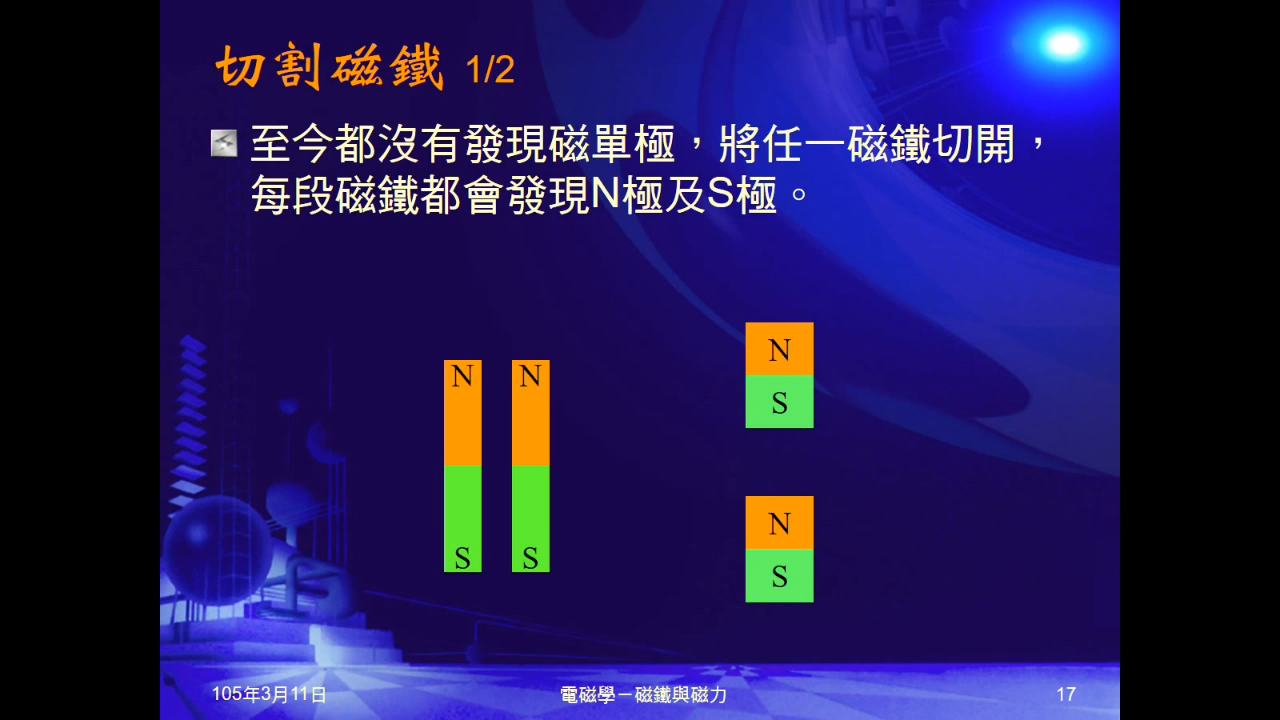 切割磁鐵 1/2
至今都沒有發現磁單極，將任一磁鐵切開，
每段磁鐵都會發現N極及S極。
N N
S S
N
S
N
S
105年3月11日 電磁學－磁鐵與磁力 17